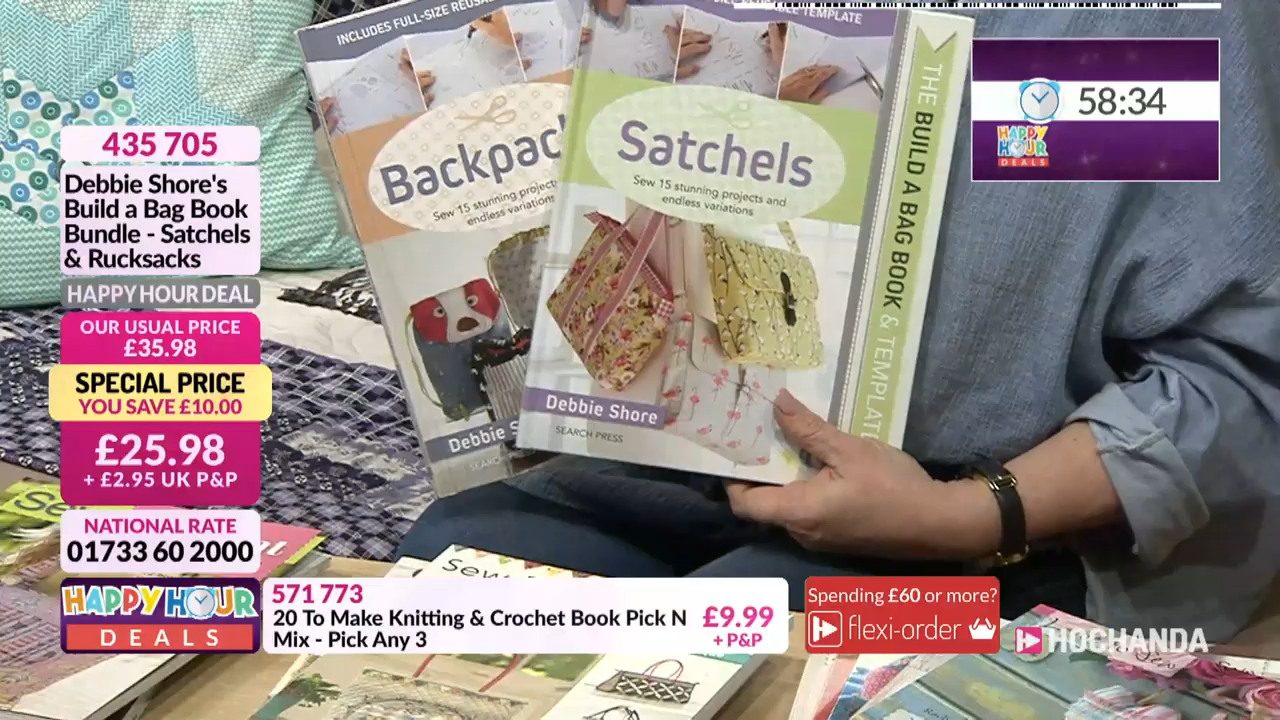 INCLUDES FULL-SIZE REUSA
TEMPLATE
Backpac
Sew 15 stunning project
endless variations
Debbie S
SEARCH
Satchels
Sew 15 stunning projects and
endless variations
Debbie Shore
SEARCH PRESS
THE BUILD A BAG BOOK & TEMPLAT
58:34
HAPPY
HOUR
DEALS
435 705
Debbie Shore's
Build a Bag Book
Bundle - Satchels
& Rucksacks
HAPPY HOUR DEAL
OUR USUAL PRICE
£35.98
SPECIAL PRICE
YOU SAVE £10.00
£25.98
+ £2.95 UK P&P
NATIONAL RATE
01733 60 2000
HAPPY HOUR
DEALS
571 773
20 To Make Knitting & Crochet Book Pick N
Mix - Pick Any 3
£9.99
+ P&P
Spending £60 or more?
flexi-order
HOCHANDA
Sew